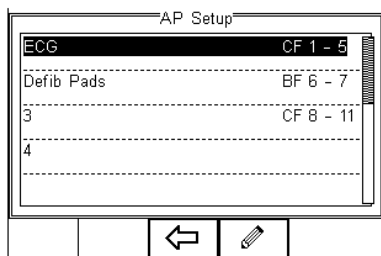 AP Setup
ECG CF 1 - 5
Defib Pads BF 6 - 7
3 CF 8 - 11
4